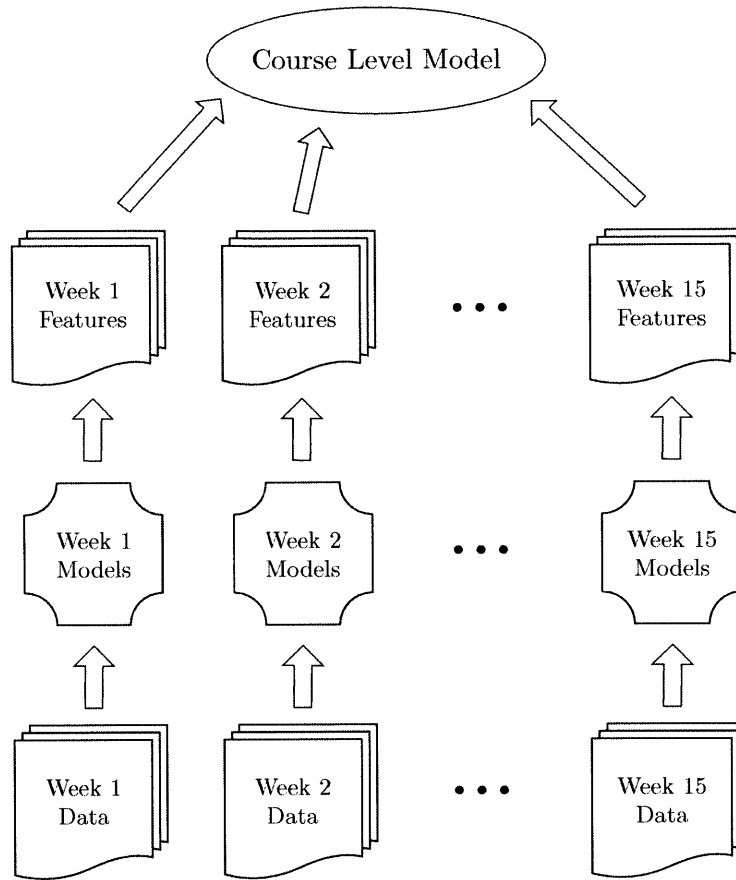 Course Level Model
Week 1
Features
Week 2
Features
Week 15
Features
Week 1
Models
Week 2
Models
Week 15
Models
Week 1
Data
Week 2
Data
Week 15
Data